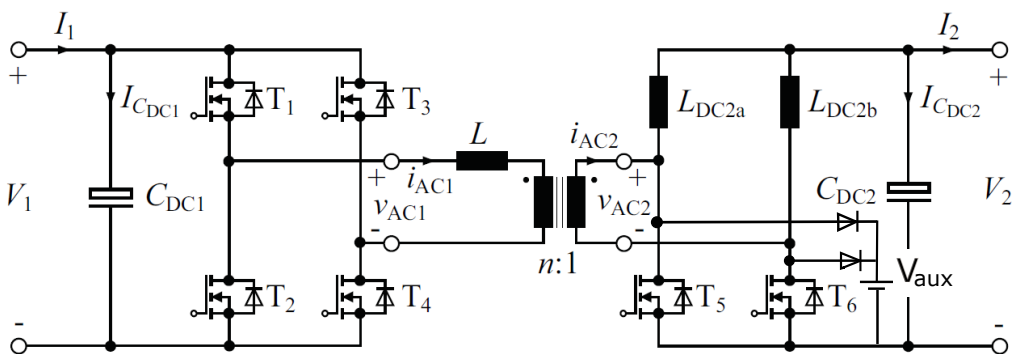 I1
I2
+
+
ICDC1
T1
T3
LDC2a
LDC2b
ICDC2
L
iAC1
iAC2
+
+
V1
CDC1
vAC1
vAC2
CDC2
V2
-
-
n:1
Vaux
T2
T4
T5
T6
-
-